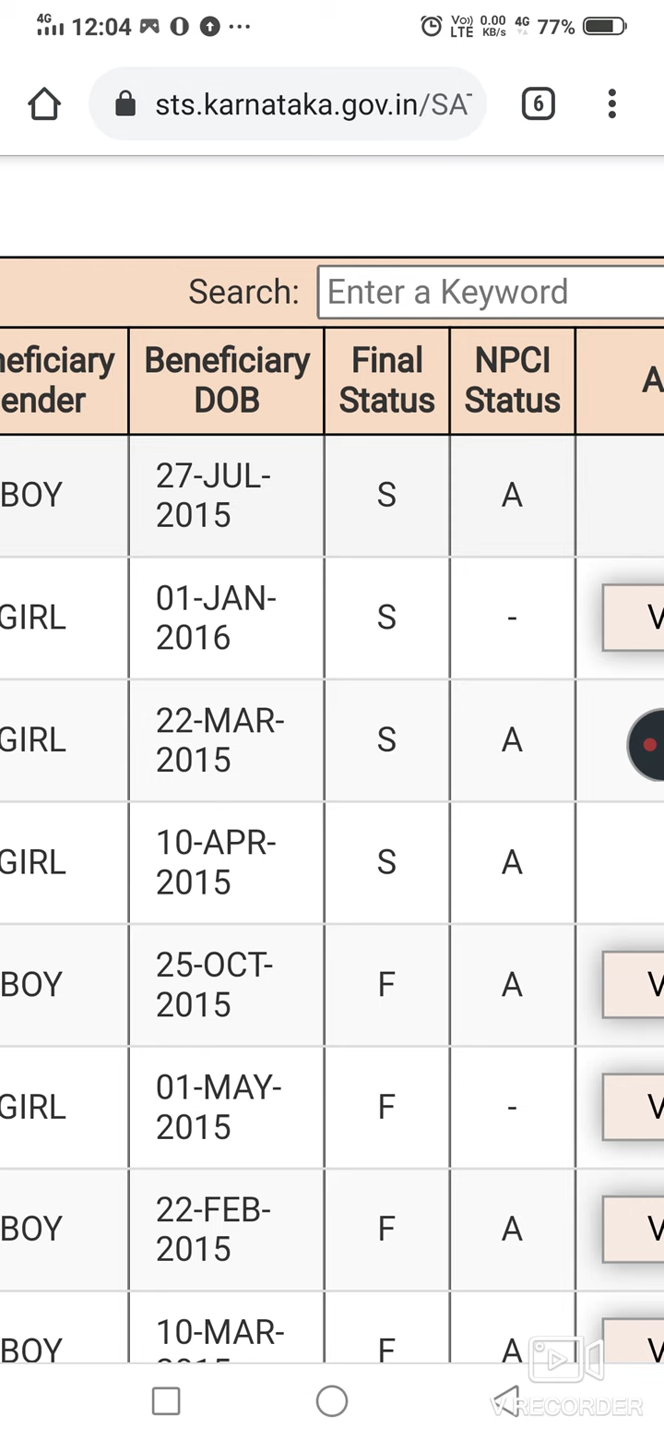 4G 12:04 ... Vo)) LTE 0.00 KB/s 4G 77%
sts.karnataka.gov.in/SA 6
Search: Enter a Keyword
neficiary Beneficiary Final NPCI A
ender DOB Status Status
BOY 27-JUL- S A
2015
GIRL 01-JAN- S - V
2016
GIRL 22-MAR- S A
2015
GIRL 10-APR- S A
2015
BOY 25-OCT- F A V
2015
GIRL 01-MAY- F - V
2015
BOY 22-FEB- F A V
2015
BOY 10-MAR- F A V
2015
V RECORDER